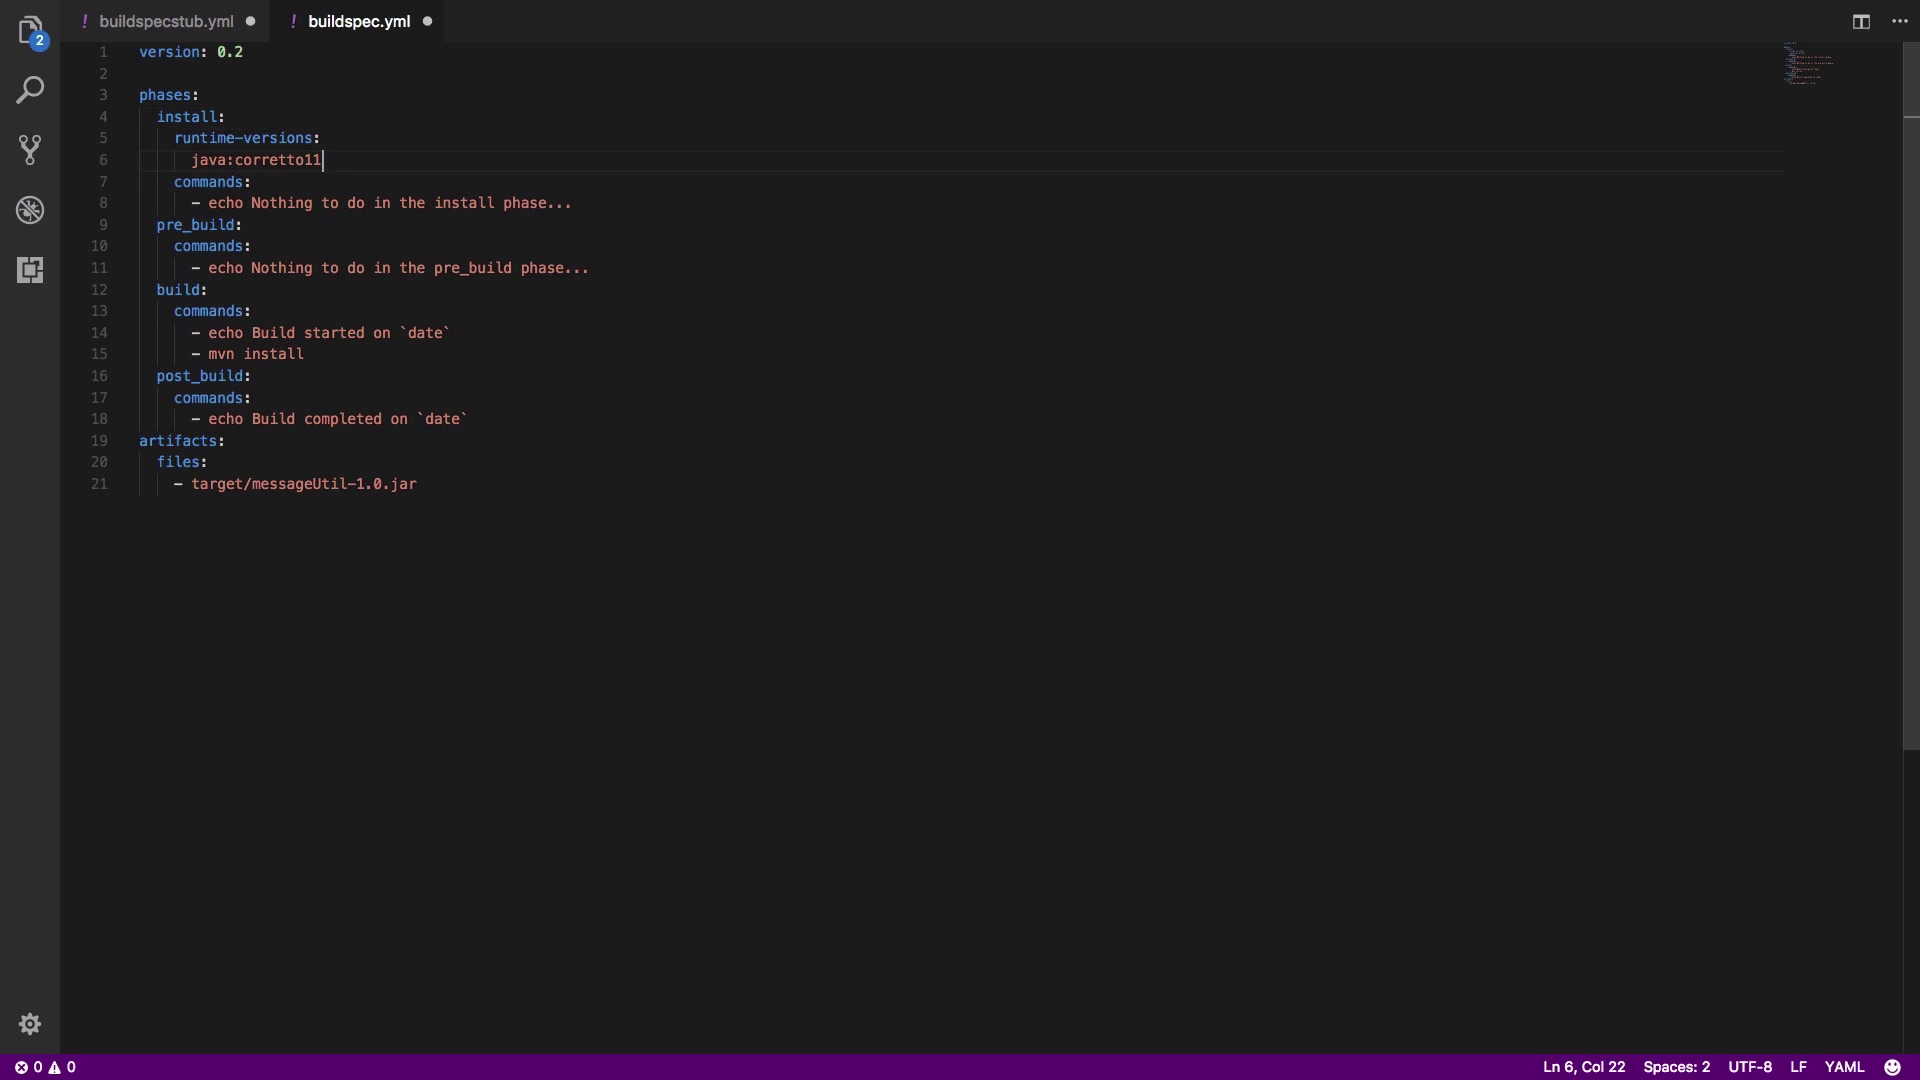 2
! buildspecstub.yml ! buildspec.yml
1 version: 0.2
2
3 phases:
4 install:
5 runtime-versions:
6 java:corretto11
7 commands:
8 - echo Nothing to do in the install phase...
9 pre_build:
10 commands:
11 - echo Nothing to do in the pre_build phase...
12 build:
13 commands:
14 - echo Build started on `date`
15 - mvn install
16 post_build:
17 commands:
18 - echo Build completed on `date`
19 artifacts:
20 files:
21 - target/messageUtil-1.0.jar
0 0 Ln 6, Col 22 Spaces: 2 UTF-8 LF YAML